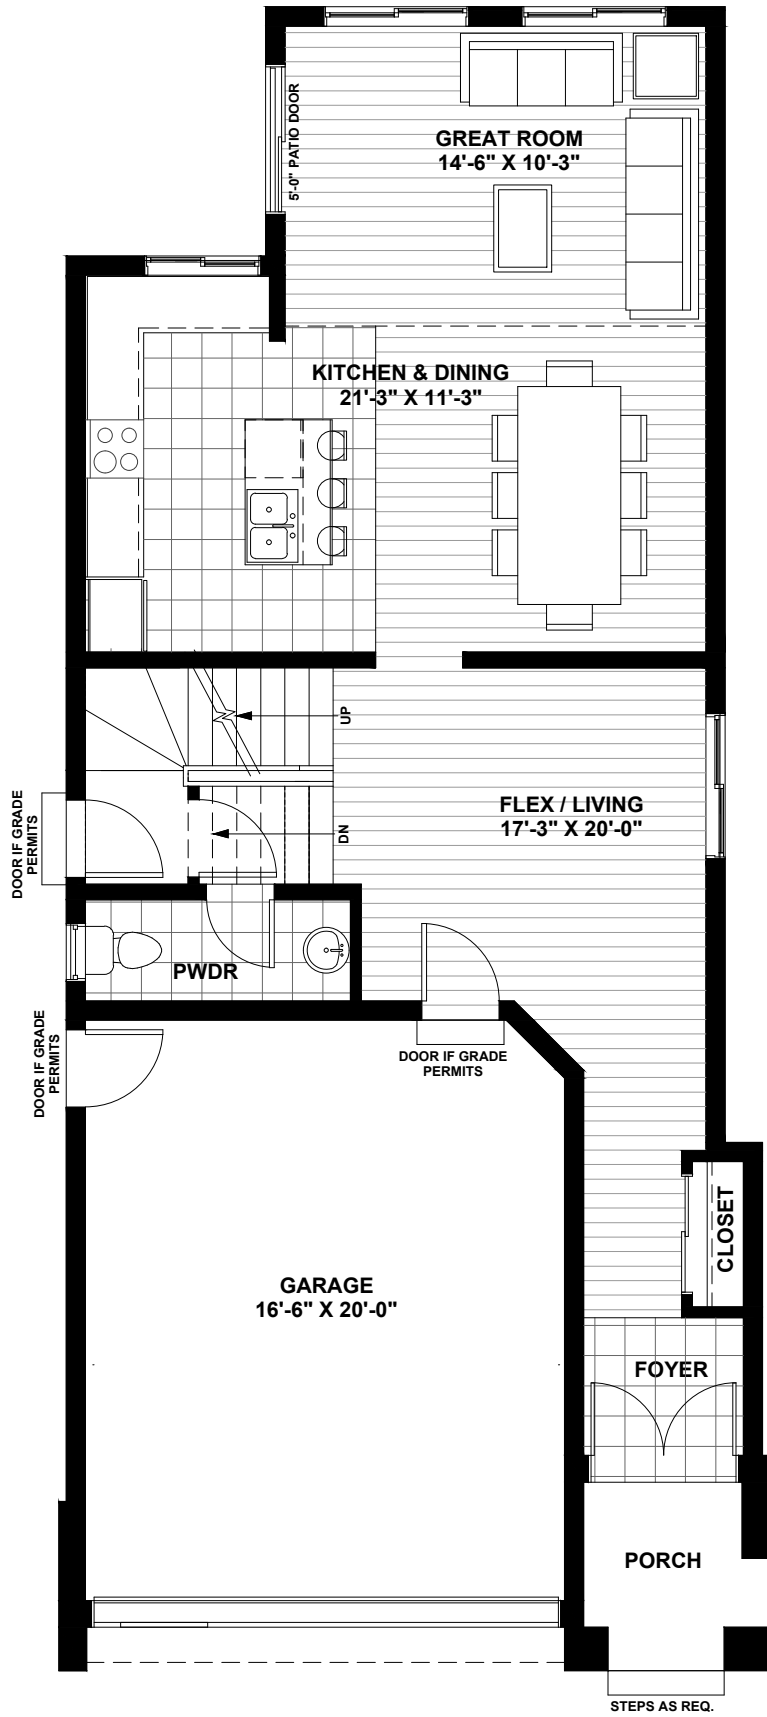 5'-0" PATIO DOOR
GREAT ROOM
14'-6" X 10'-3"
KITCHEN & DINING
21'-3" X 11'-3"
UP
FLEX / LIVING
17'-3" X 20'-0"
DN
DOOR IF GRADE
PERMITS
PWDR
DOOR IF GRADE
PERMITS
DOOR IF GRADE
PERMITS
CLOSET
GARAGE
16'-6" X 20'-0"
FOYER
PORCH
STEPS AS REQ.